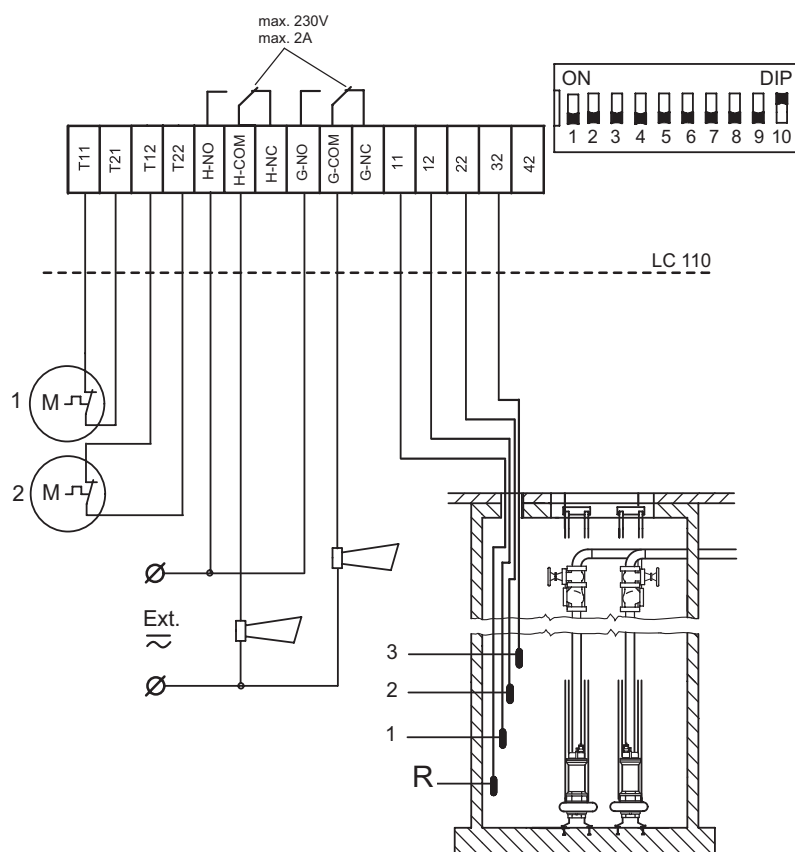 max. 230V
max. 2A
ON DIP
1 2 3 4 5 6 7 8 9 10
T11 T21 T12 T22 H-NO H-COM H-NC G-NO G-COM G-NC 11 12 22 32 42
LC 110
1 M
2 M
Ext.
3
2
1
R